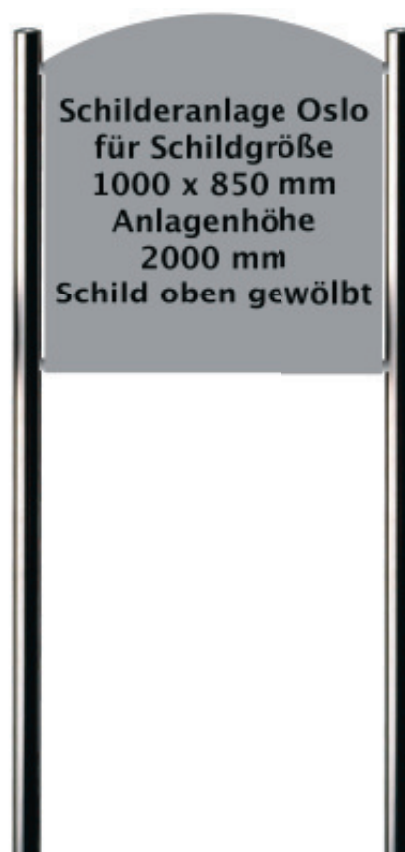 Schilderanlage Oslo
für Schildgröße
1000 x 850 mm
Anlagenhöhe
2000 mm
Schild oben gewölbt